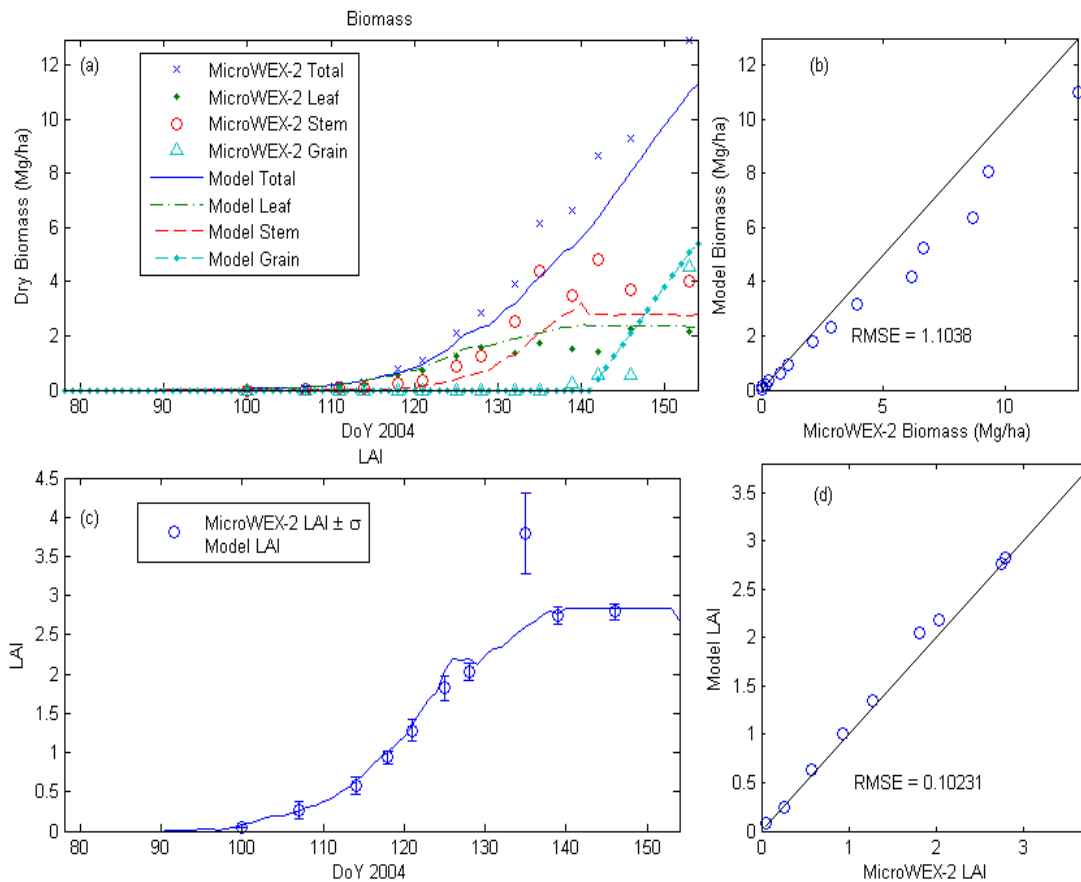 Biomass
(a)
MicroWEX-2 Total
MicroWEX-2 Leaf
MicroWEX-2 Stem
MicroWEX-2 Grain
Model Total
Model Leaf
Model Stem
Model Grain
Dry Biomass (Mg/ha)
12
10
8
6
4
2
0
80 90 100 110 120 130 140 150
DoY 2004
(b)
Model Biomass (Mg/ha)
12
10
8
6
4
2
0
RMSE = 1.1038
0 5 10
MicroWEX-2 Biomass (Mg/ha)
LAI
(c)
MicroWEX-2 LAI ± σ
Model LAI
LAI
4.5
4
3.5
3
2.5
2
1.5
1
0.5
0
80 90 100 110 120 130 140 150
DoY 2004
(d)
Model LAI
3.5
3
2.5
2
1.5
1
0.5
0
RMSE = 0.10231
0 1 2 3
MicroWEX-2 LAI